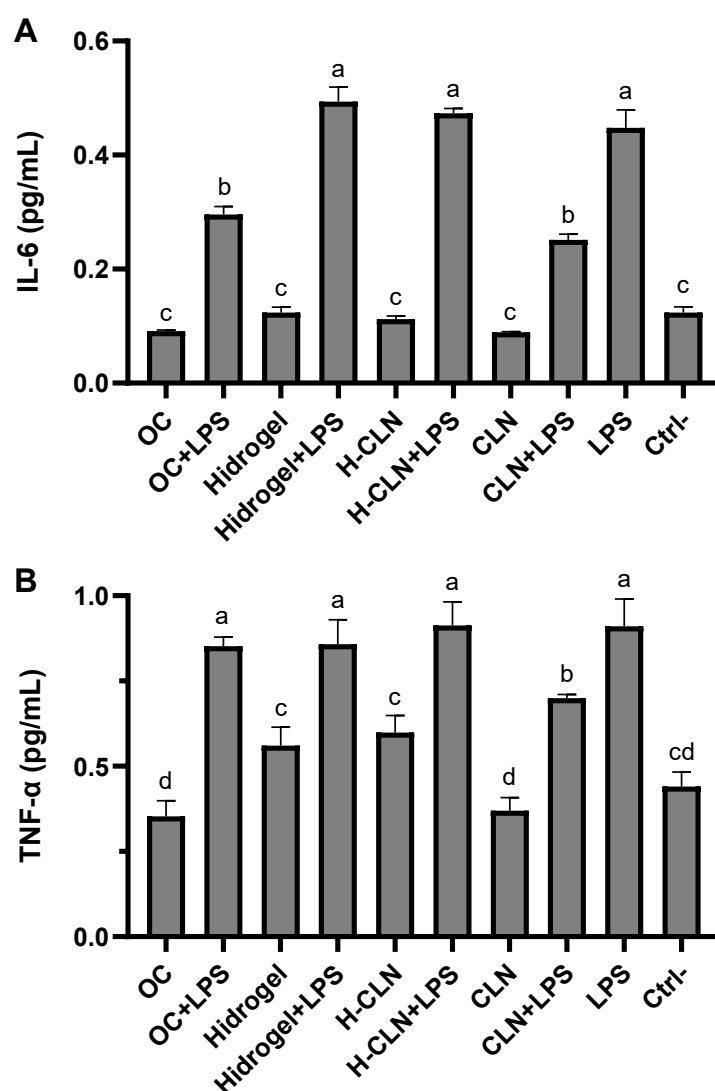 A
IL-6 (pg/mL)
0.6
0.4
0.2
0.0
c
b
c
a
c
a
c
b
a
c
OC
OC+LPS
Hidrogel
Hidrogel+LPS
H-CLN
H-CLN+LPS
CLN
CLN+LPS
LPS
Ctrl-
B
TNF-α (pg/mL)
1.0
0.5
0.0
d
a
c
a
c
a
d
b
a
cd
OC
OC+LPS
Hidrogel
Hidrogel+LPS
H-CLN
H-CLN+LPS
CLN
CLN+LPS
LPS
Ctrl-